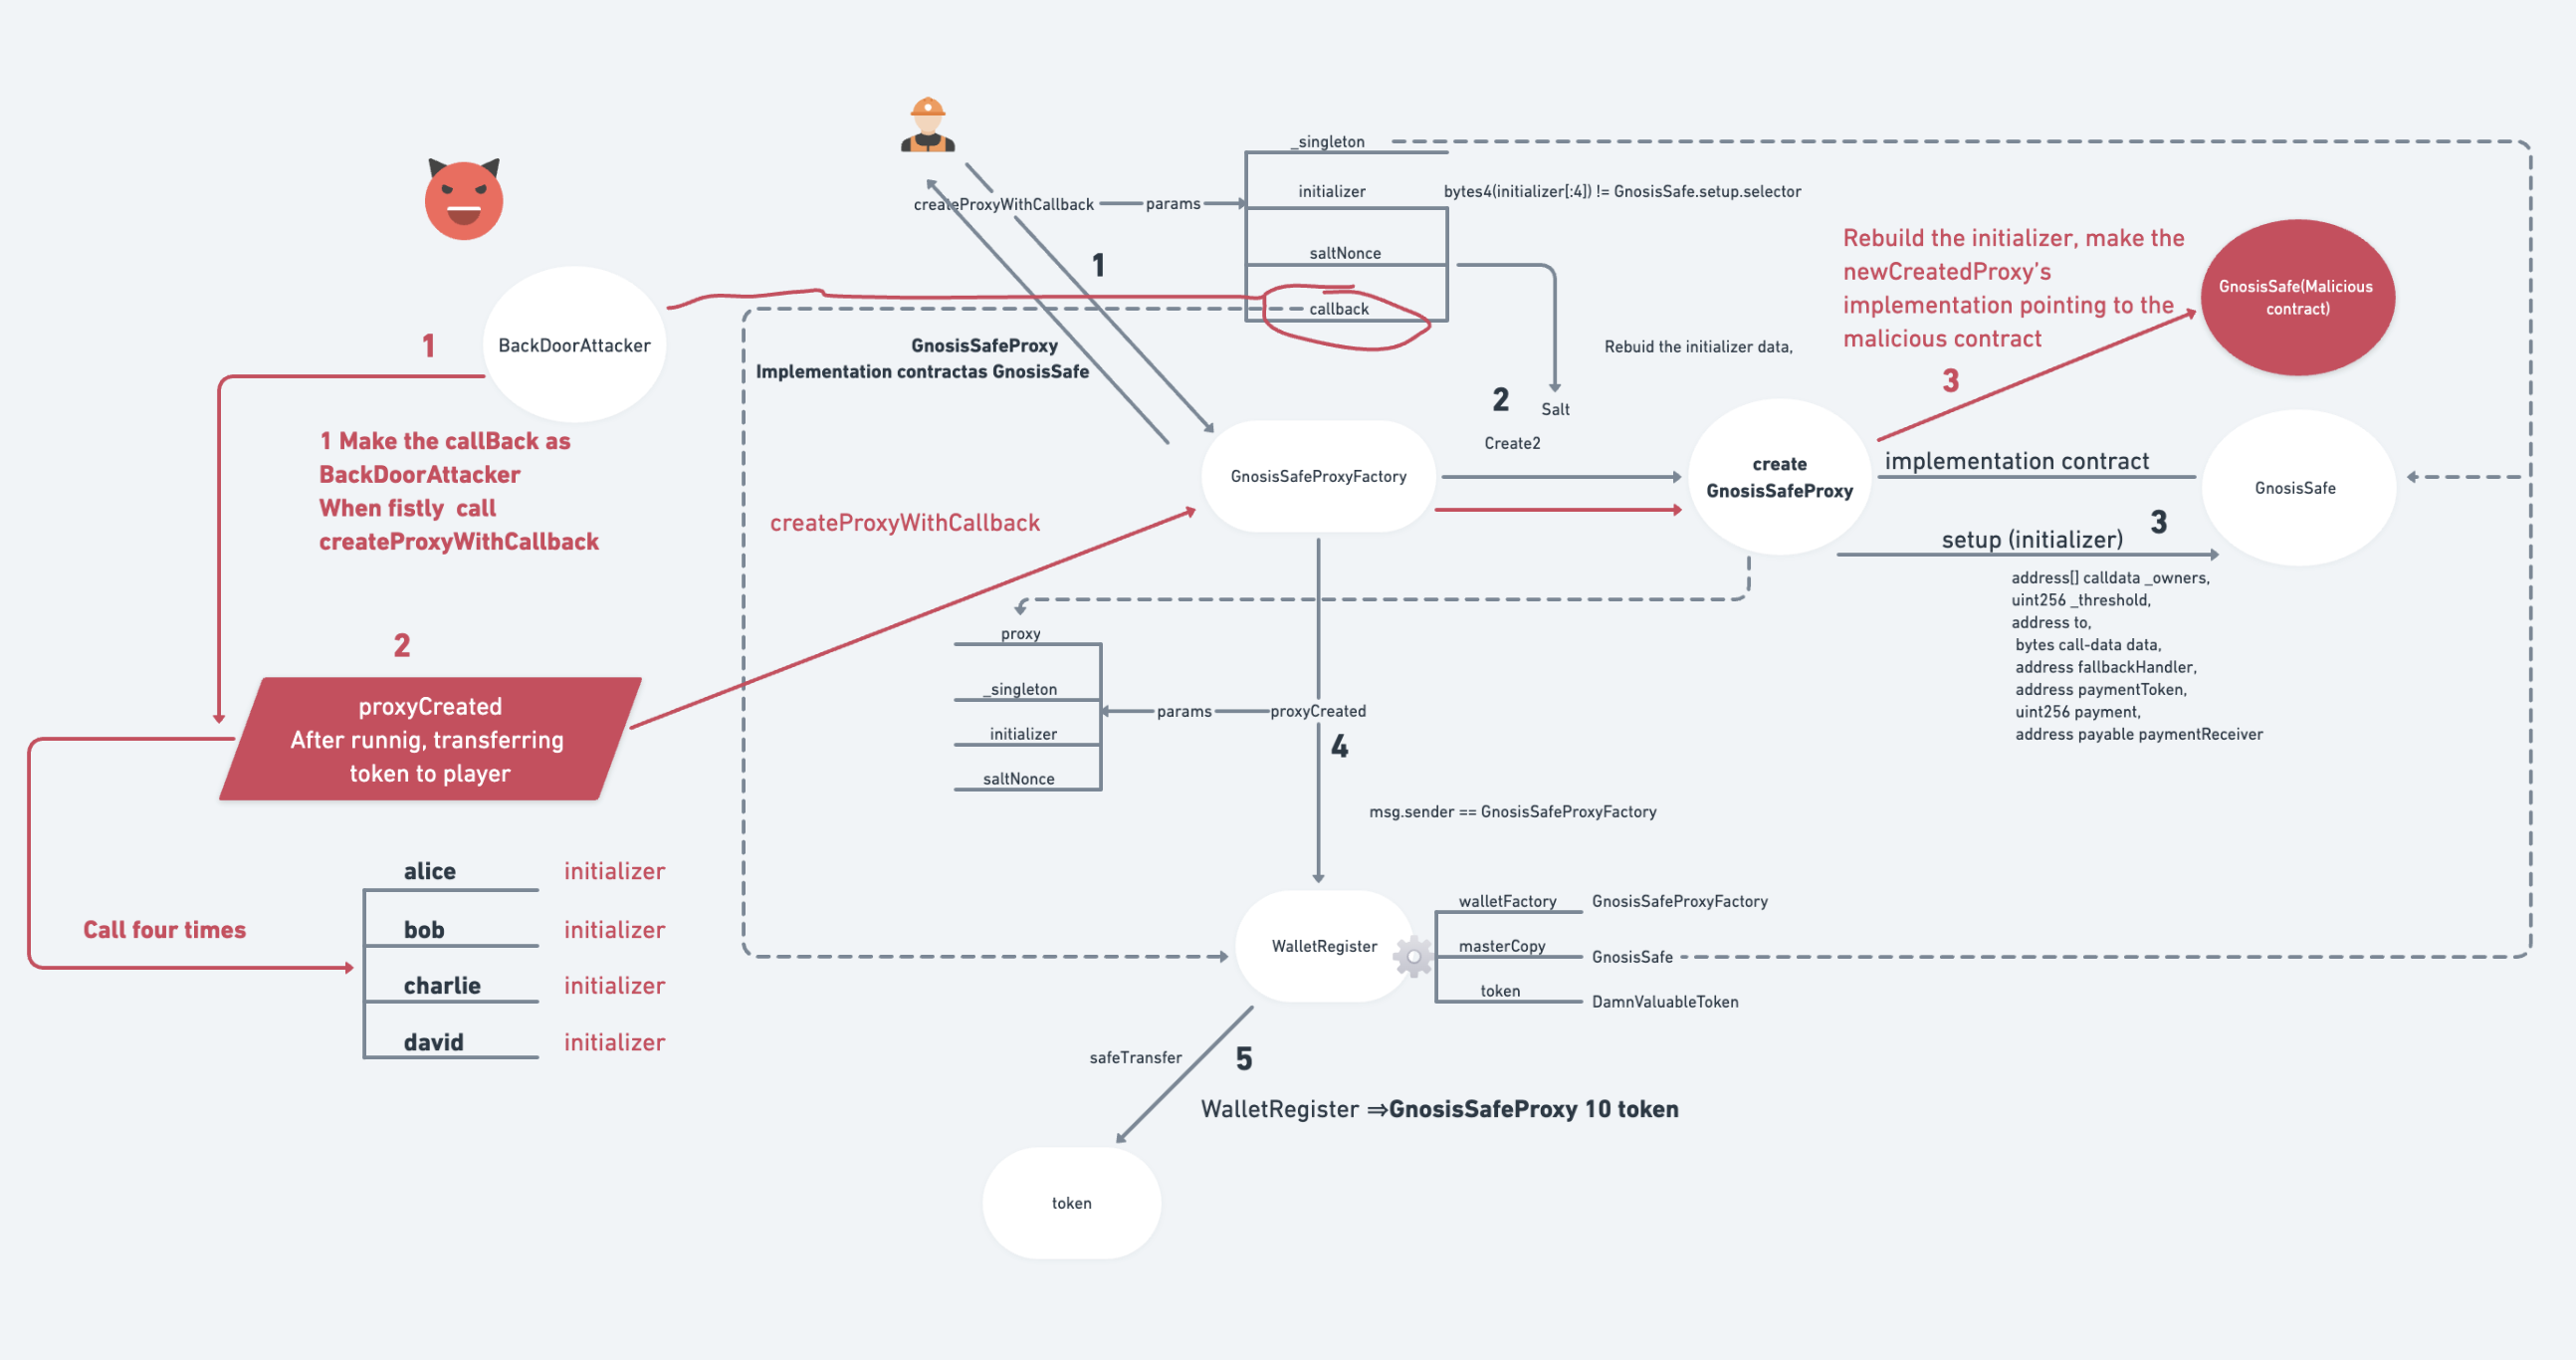 _singleton
initializer
bytes4(initializer[:4]) != GnosisSafe.setup.selector
createProxyWithCallback
params
saltNonce
callback
1
Rebuild the initializer, make the
newCreatedProxy’s
implementation pointing to the
malicious contract
GnosisSafe(Malicious
contract)
BackDoorAttacker
1
GnosisSafeProxy
Implementation contractas GnosisSafe
Rebuid the initializer data,
3
2
Salt
Create2
1 Make the callBack as
BackDoorAttacker
When fistly call
createProxyWithCallback
GnosisSafeProxyFactory
create
GnosisSafeProxy
implementation contract
GnosisSafe
createProxyWithCallback
3
setup (initializer)
address[] calldata _owners,
uint256 _threshold,
address to,
bytes call-data data,
address fallbackHandler,
address paymentToken,
uint256 payment,
address payable paymentReceiver
2
proxyCreated
After runnig, transferring
token to player
proxy
_singleton
initializer
saltNonce
params
proxyCreated
4
msg.sender == GnosisSafeProxyFactory
Call four times
alice initializer
bob initializer
charlie initializer
david initializer
WalletRegister
walletFactory GnosisSafeProxyFactory
masterCopy GnosisSafe
token DamnValuableToken
safeTransfer
5
WalletRegister ⇒GnosisSafeProxy 10 token
token